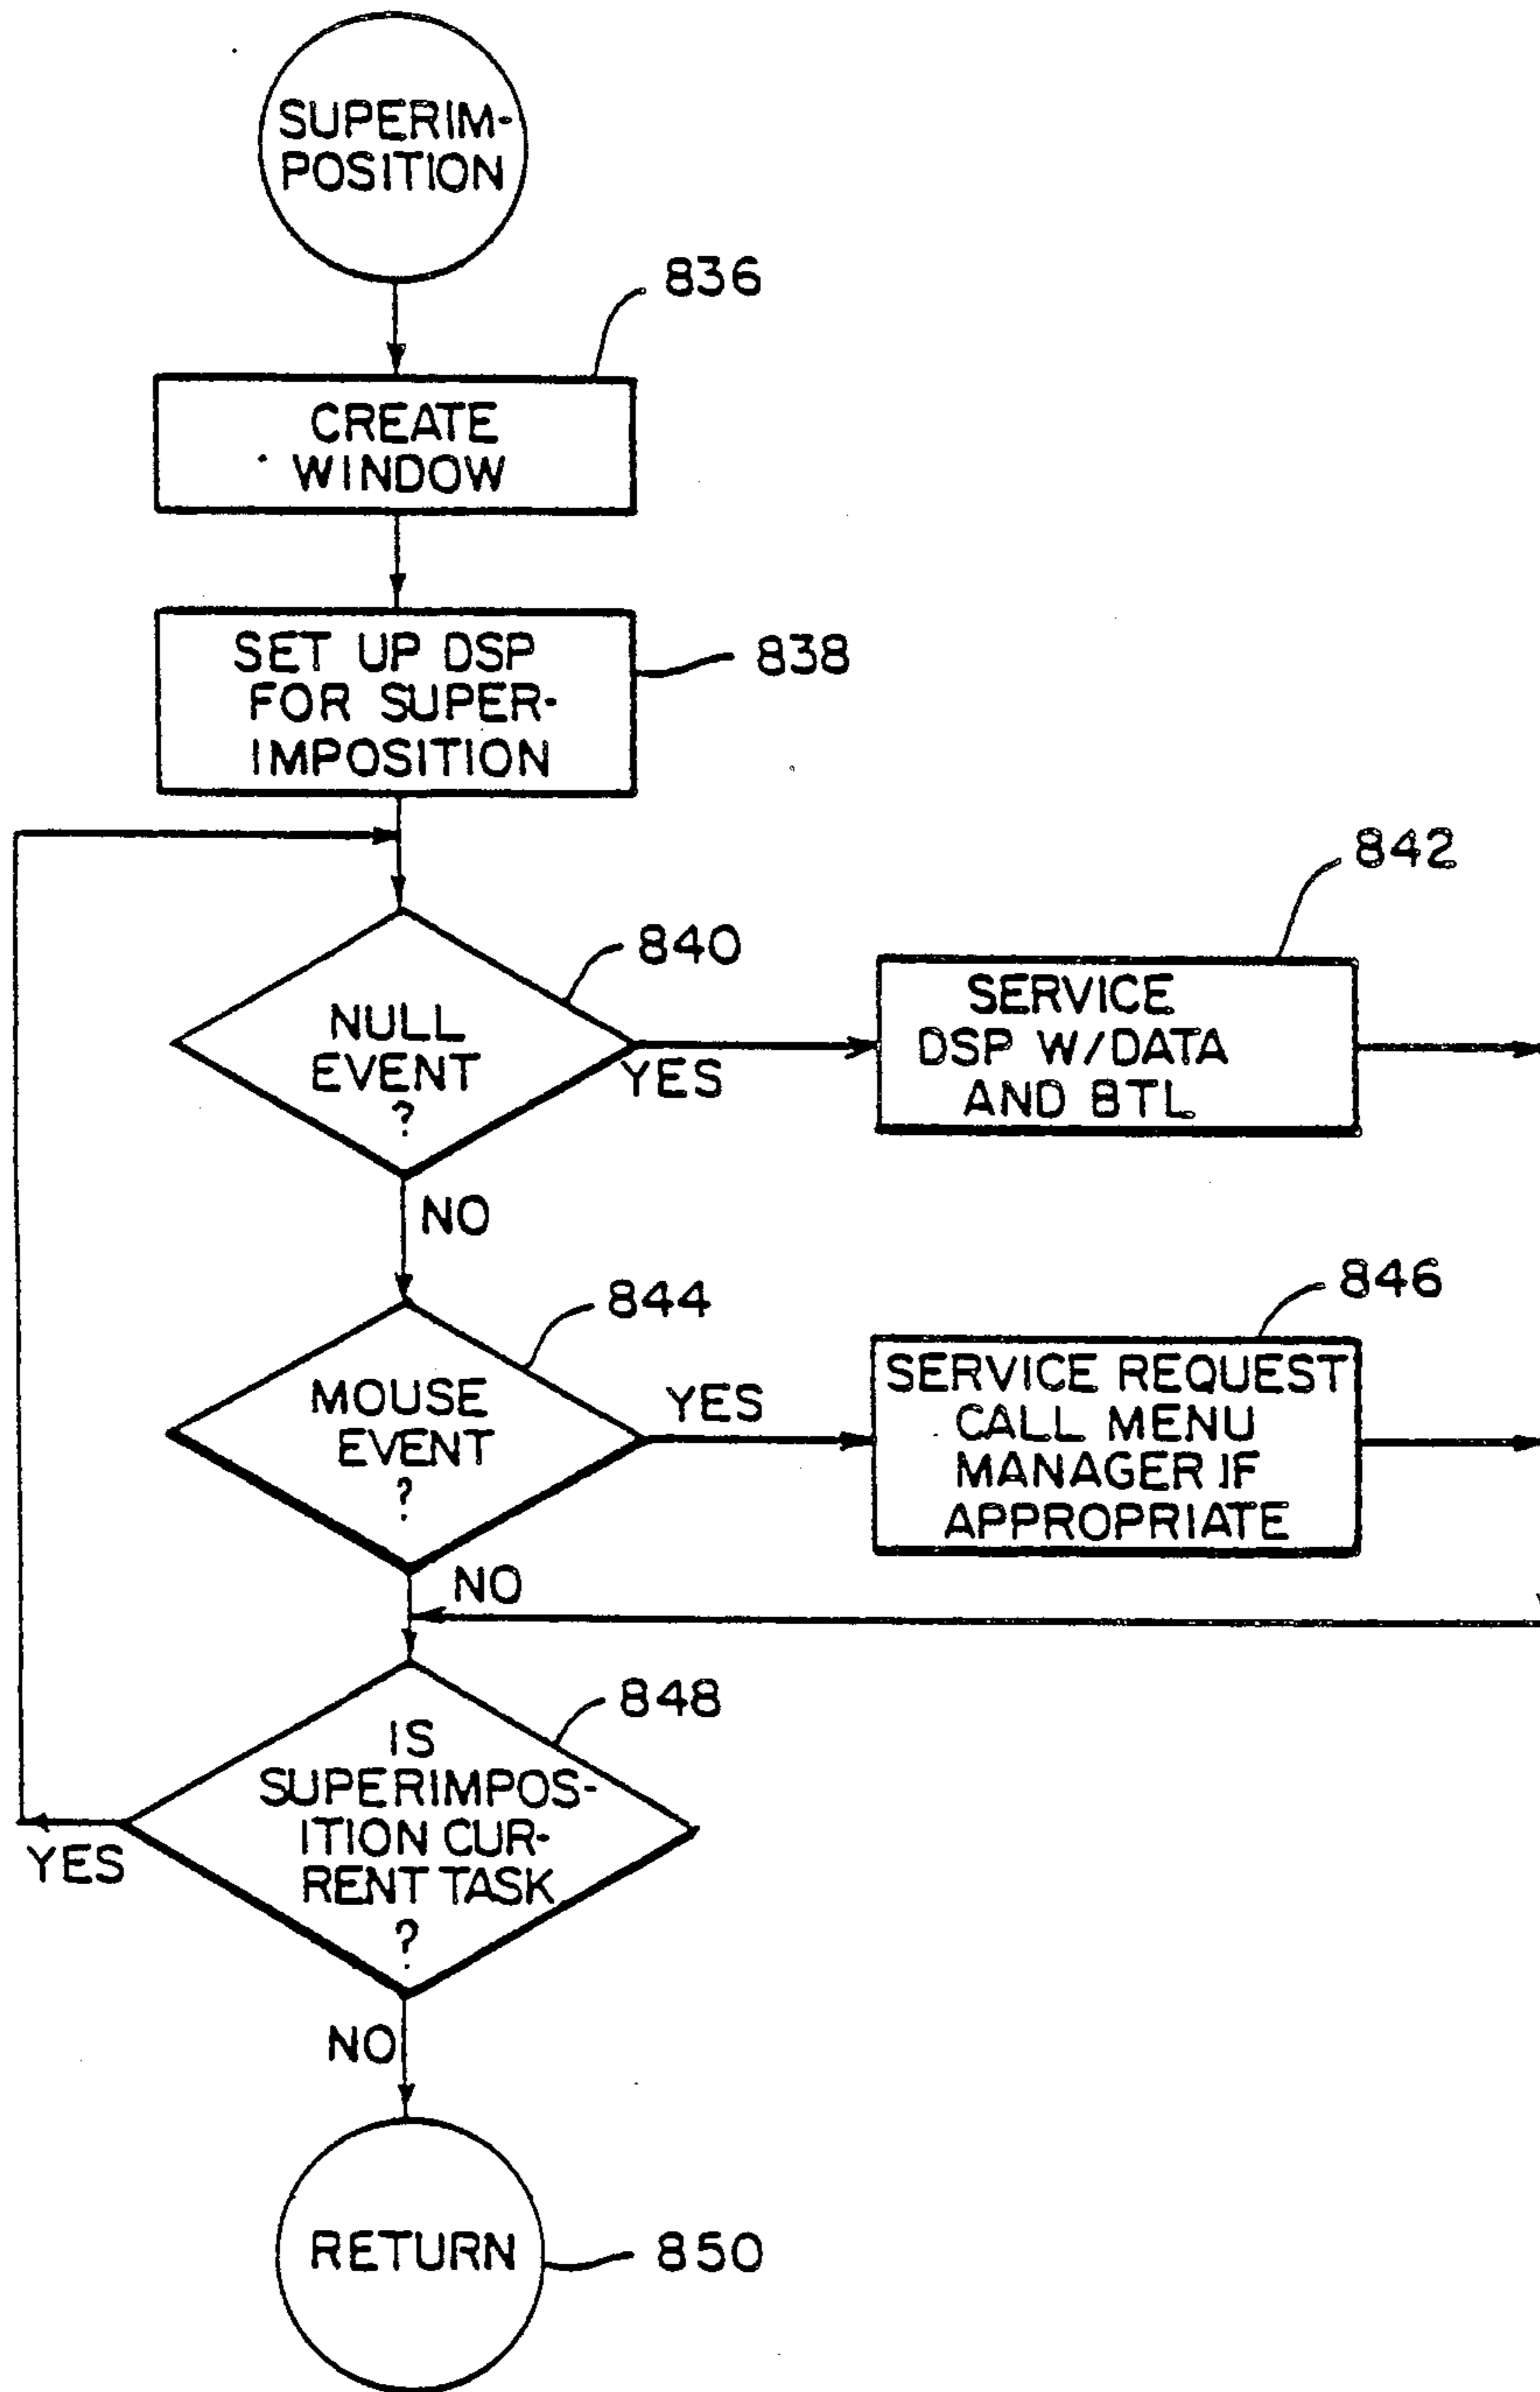 SUPERIM-
POSITION
836
CREATE
WINDOW
SET UP DSP
FOR SUPER-
IMPOSITION
838
842
840
NULL
EVENT
?
YES
SERVICE
DSP W/DATA
AND BTL
NO
844
846
MOUSE
EVENT
?
YES
SERVICE REQUEST
CALL MENU
MANAGER IF
APPROPRIATE
NO
848
IS
SUPERIMPOS-
ITION CUR-
RENT TASK
?
YES
NO
RETURN
850